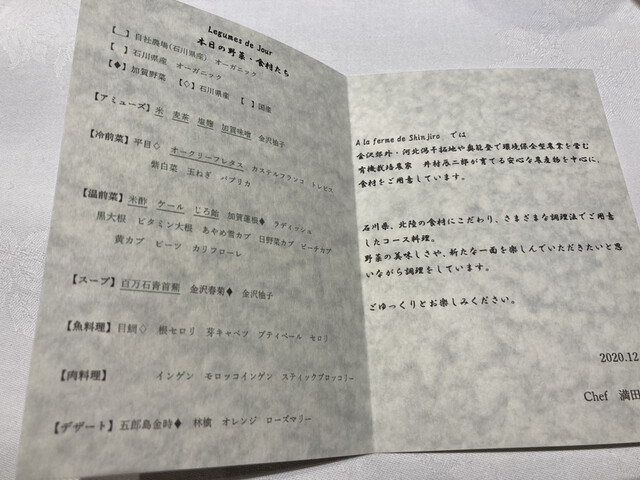 Legumes de Jour
本日の野菜・食材たち
【＿】自社農場(石川県産) オーガニック
【 】石川県産 オーガニック
【◆】加賀野菜 【◇】石川県産 【 】国産
【アミューズ】米 麦茶 塩麹 加賀味噌 金沢柚子
【冷前菜】平目◇ オークリーフレタス カステルフランコ トレビス
紫白菜 玉ねぎ パプリカ
【温前菜】米酢 ケール じろ飴 加賀蓮根◆ ラディッシュ
黒大根 ビタミン大根 あやめ雪カブ 日野菜カブ ピーチカブ
黄カブ ビーツ カリフローレ
【スープ】百万石青首鴨 金沢春菊◆ 金沢柚子
【魚料理】目鯛◇ 根セロリ 芽キャベツ プティベール セロリ
【肉料理】 インゲン モロッコインゲン スティックブロッコリー
【デザート】五郎島金時◆ 林檎 オレンジ ローズマリー
A la ferme de Shinjiro では
金沢郊外・河北潟干拓地や奥能登で環境保全型農業を営む
有機栽培農家 井村辰二郎が育てる安心な農産物を中心に、
食材をご用意しています。
石川県、北陸の食材にこだわり、さまざまな調理法でご用意
したコース料理。
野菜の美味しさや、新たな一面を楽しんでいただきたいと思
いながら調理をしています。
ごゆっくりとお楽しみください。
2020.12
Chef 満田